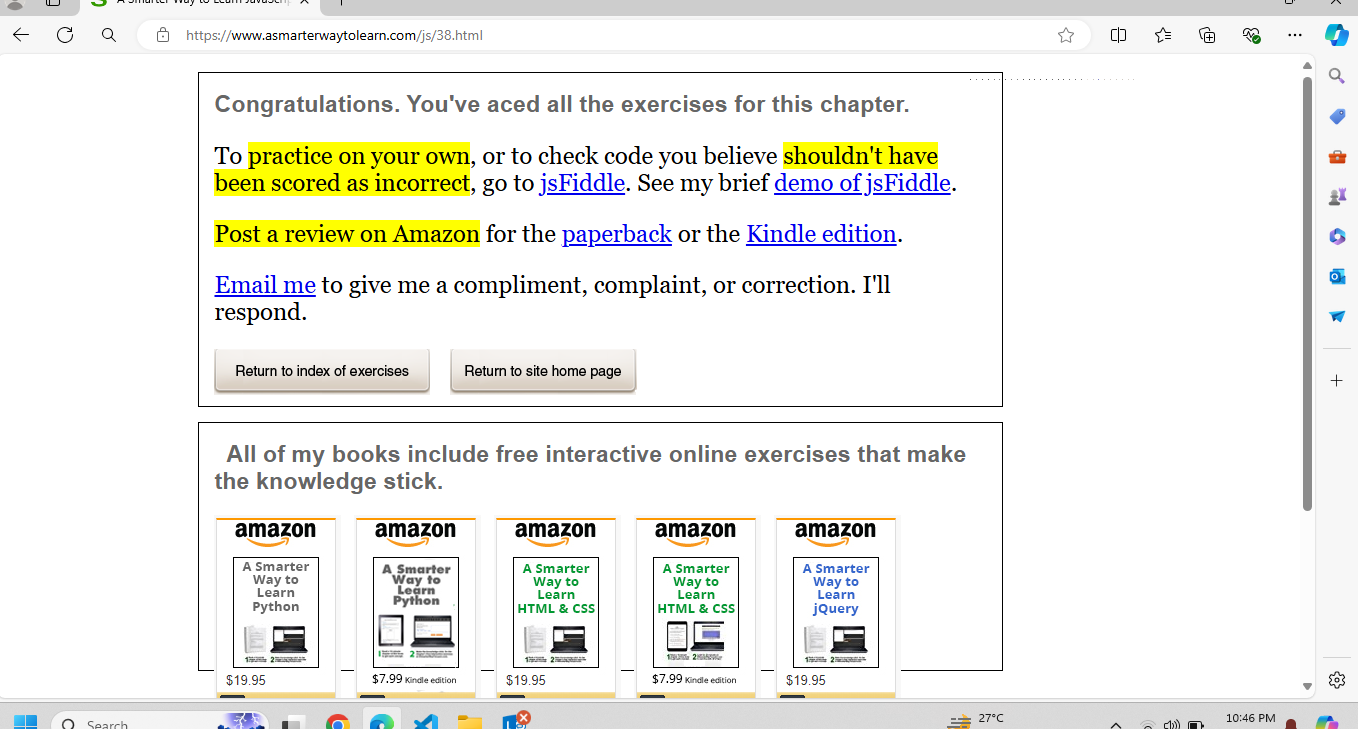 A Smarter Way to Learn JavaScrip
https://www.asmarterwaytolearn.com/js/38.html
Congratulations. You've aced all the exercises for this chapter.
To practice on your own, or to check code you believe shouldn't have
been scored as incorrect, go to jsFiddle. See my brief demo of jsFiddle.
Post a review on Amazon for the paperback or the Kindle edition.
Email me to give me a compliment, complaint, or correction. I'll
respond.
Return to index of exercises Return to site home page
All of my books include free interactive online exercises that make
the knowledge stick.
amazon amazon amazon amazon amazon
A Smarter A Smarter A Smarter A Smarter A Smarter
Way to Way to Way to Way to Way to
Learn Learn Learn Learn Learn
Python Python HTML & CSS HTML & CSS jQuery
$19.95 $7.99 Kindle edition $19.95 $7.99 Kindle edition $19.95
Search
27°C
10:46 PM